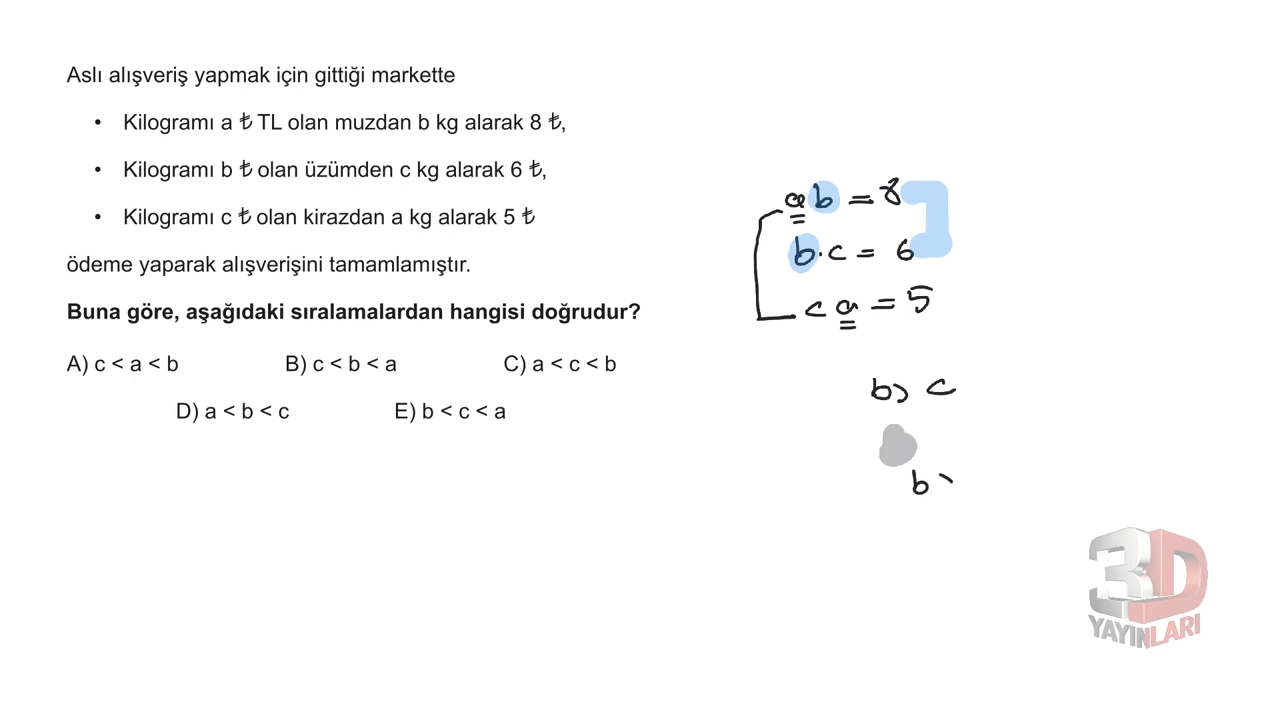 Aslı alışveriş yapmak için gittiği markette
• Kilogramı a ₺ TL olan muzdan b kg alarak 8 ₺,
• Kilogramı b ₺ olan üzümden c kg alarak 6 ₺,
• Kilogramı c ₺ olan kirazdan a kg alarak 5 ₺
ödeme yaparak alışverişini tamamlamıştır.
Buna göre, aşağıdaki sıralamalardan hangisi doğrudur?
A) c < a < b B) c < b < a C) a < c < b
D) a < b < c E) b < c < a
ab = 8
b·c = 6
c a = 5
b > c
b >
3D
YAYINLARI